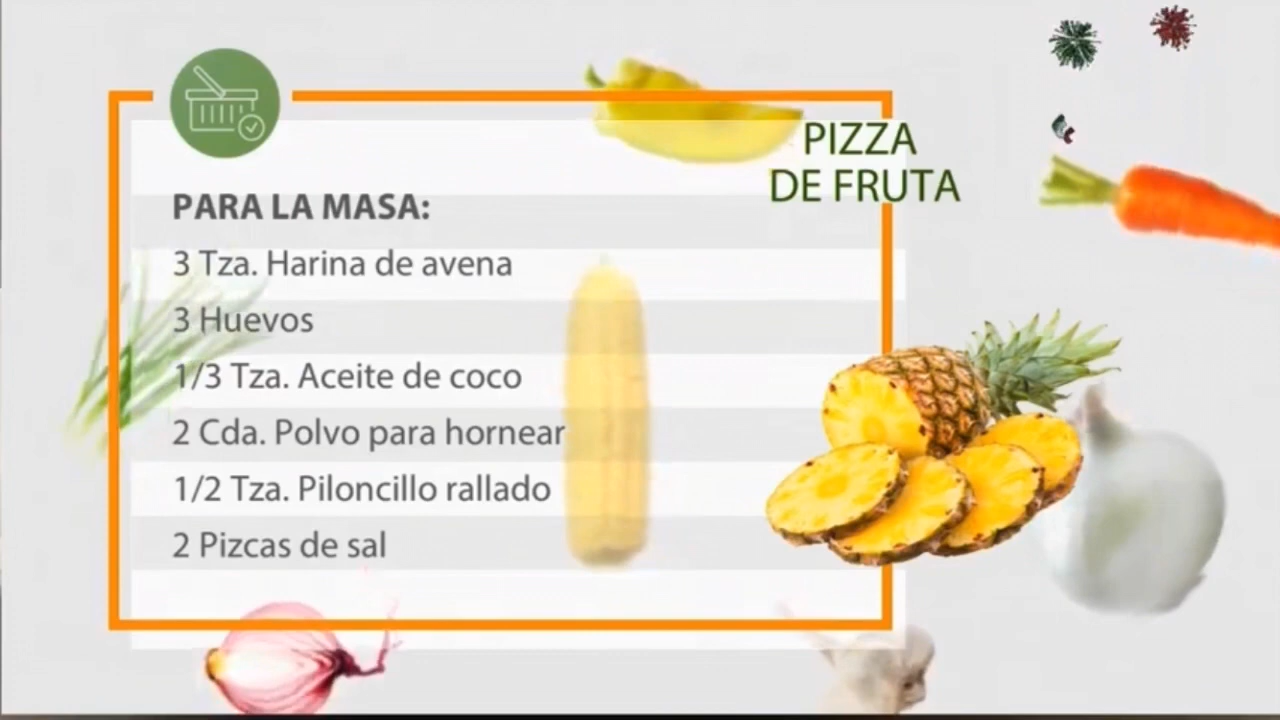 PIZZA
DE FRUTA
PARA LA MASA:
3 Tza. Harina de avena
3 Huevos
1/3 Tza. Aceite de coco
2 Cda. Polvo para hornear
1/2 Tza. Piloncillo rallado
2 Pizcas de sal